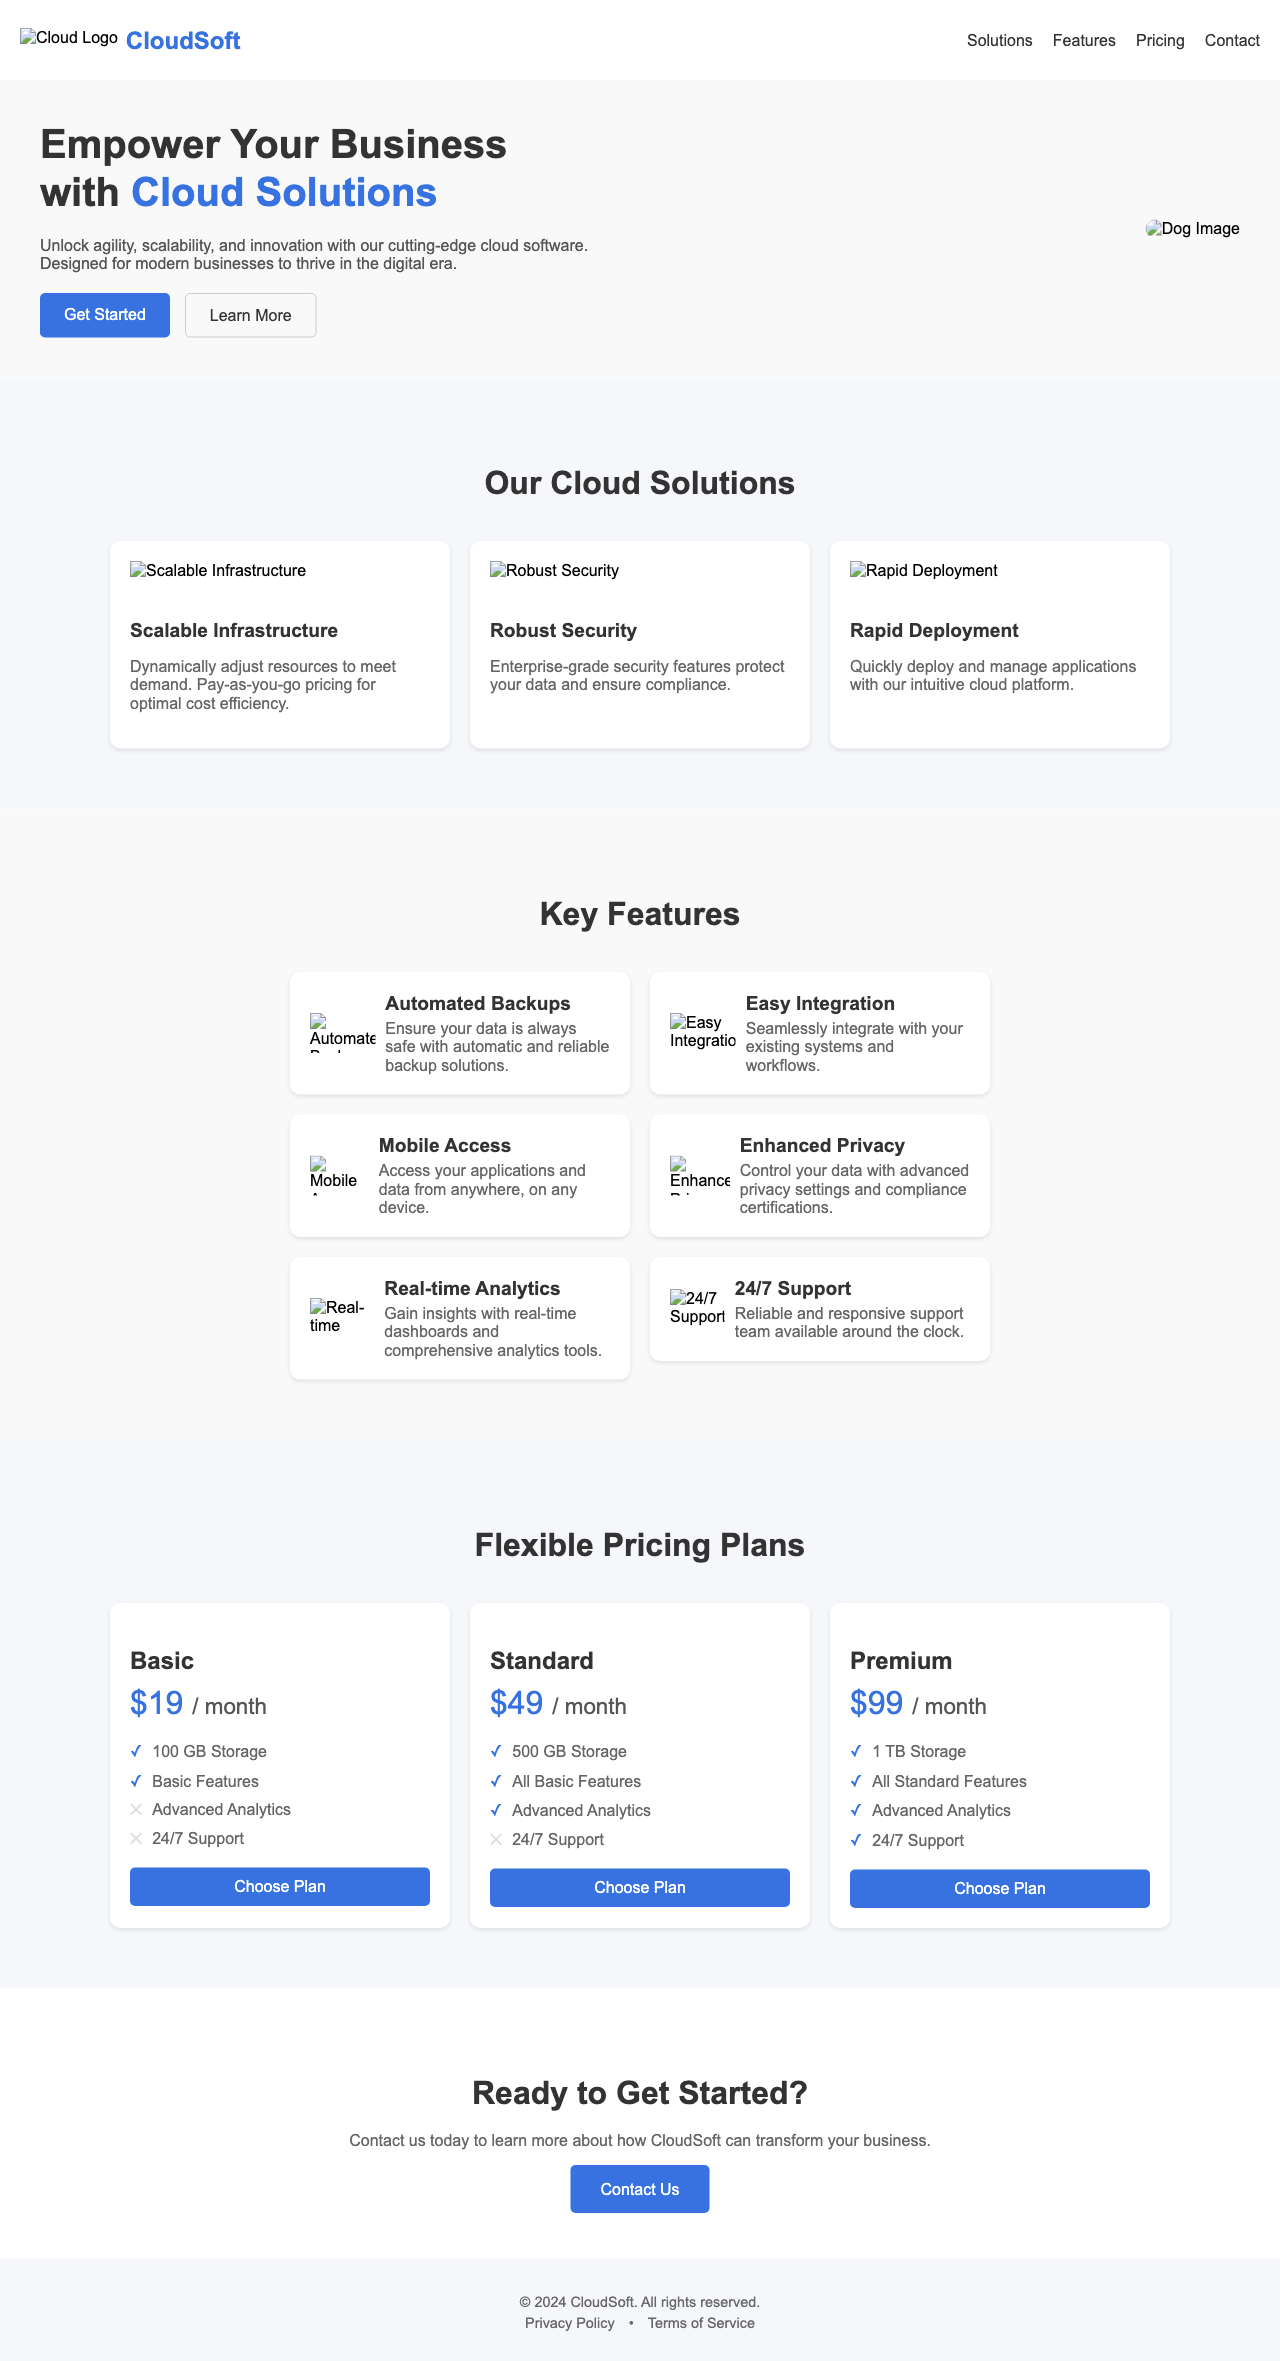 Cloud Logo CloudSoft Solutions Features Pricing Contact
Empower Your Business
with Cloud Solutions
Unlock agility, scalability, and innovation with our cutting-edge cloud software.
Designed for modern businesses to thrive in the digital era.
Dog Image
Get Started Learn More
Our Cloud Solutions
Scalable Infrastructure
Scalable Infrastructure
Dynamically adjust resources to meet
demand. Pay-as-you-go pricing for
optimal cost efficiency.
Robust Security
Robust Security
Enterprise-grade security features protect
your data and ensure compliance.
Rapid Deployment
Rapid Deployment
Quickly deploy and manage applications
with our intuitive cloud platform.
Key Features
Automated Backups
Ensure your data is always
safe with automatic and reliable
backup solutions.
Easy
Integration
Easy Integration
Seamlessly integrate with your
existing systems and
workflows.
Mobile
Mobile Access
Access your applications and
data from anywhere, on any
device.
Enhanced Privacy
Control your data with advanced
privacy settings and compliance
certifications.
Real-
time
Real-time Analytics
Gain insights with real-time
dashboards and
comprehensive analytics tools.
24/7
Support
24/7 Support
Reliable and responsive support
team available around the clock.
Flexible Pricing Plans
Basic
$19 / month
✓ 100 GB Storage
✓ Basic Features
✕ Advanced Analytics
✕ 24/7 Support
Choose Plan
Standard
$49 / month
✓ 500 GB Storage
✓ All Basic Features
✓ Advanced Analytics
✕ 24/7 Support
Choose Plan
Premium
$99 / month
✓ 1 TB Storage
✓ All Standard Features
✓ Advanced Analytics
✓ 24/7 Support
Choose Plan
Ready to Get Started?
Contact us today to learn more about how CloudSoft can transform your business.
Contact Us
© 2024 CloudSoft. All rights reserved.
Privacy Policy • Terms of Service